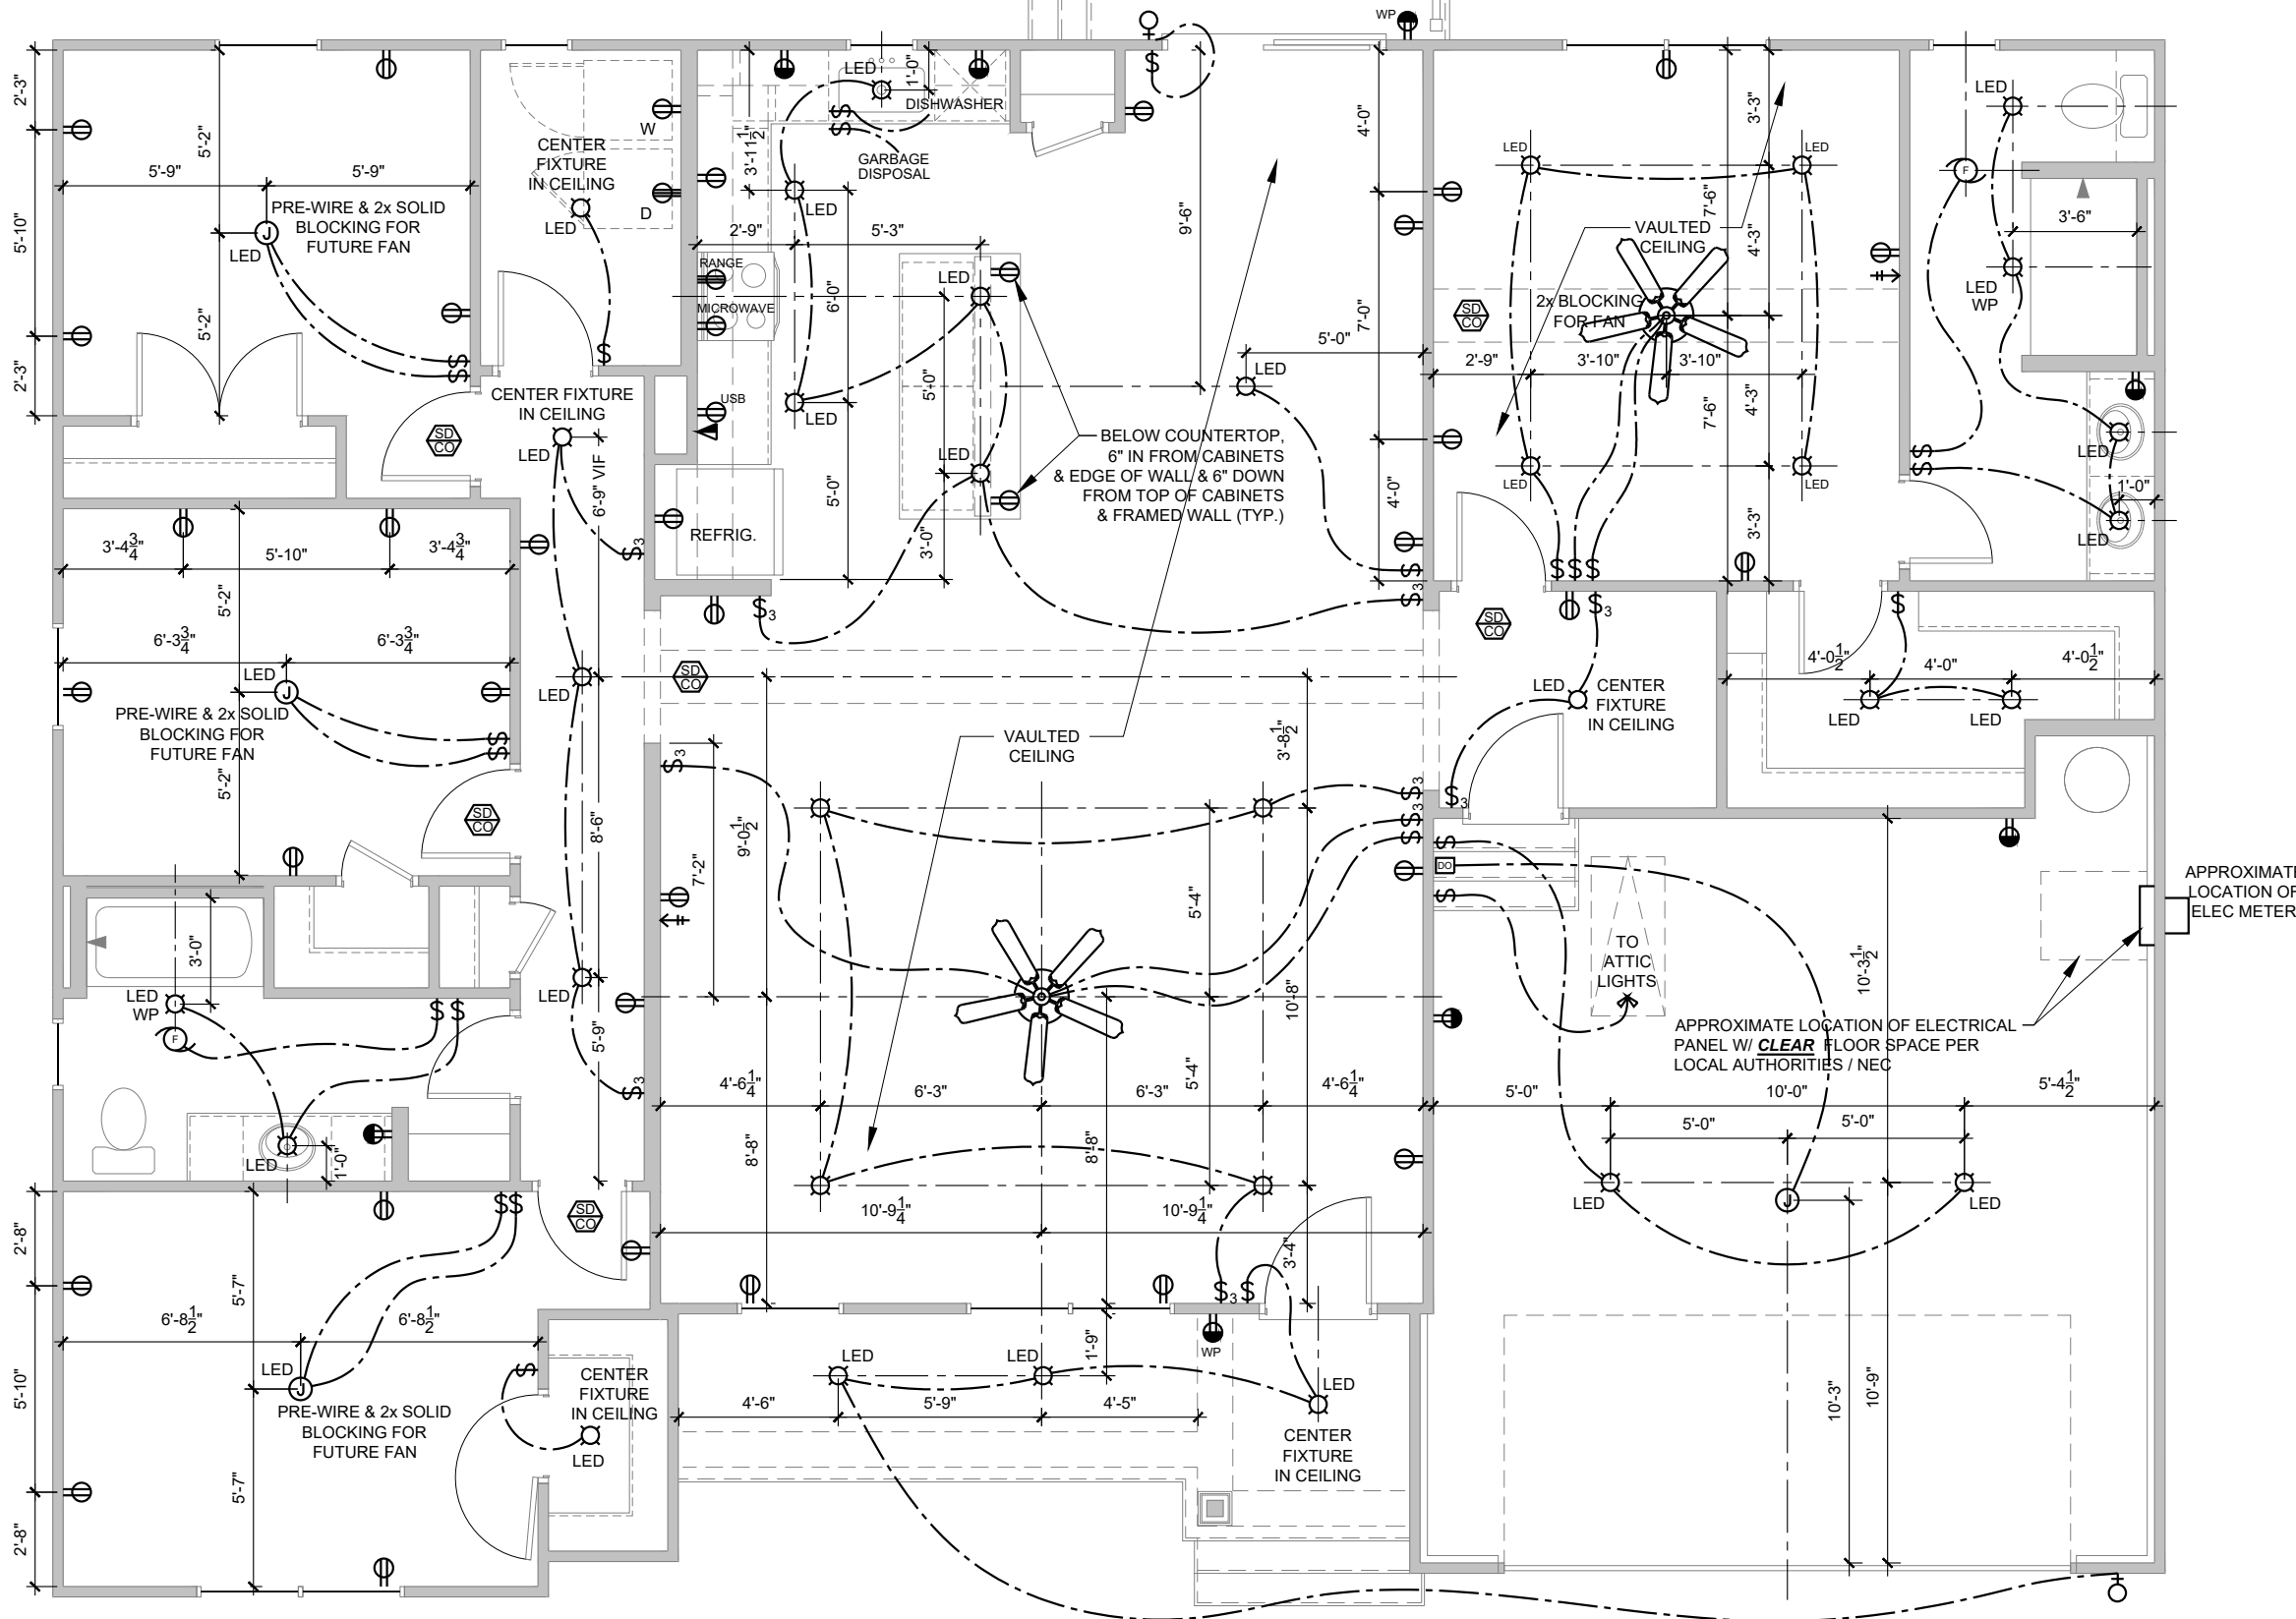 WP
2'-3"
5'-2"
5'-9"
5'-9"
5'-10"
5'-2"
2'-3"
PRE-WIRE & 2x SOLID
BLOCKING FOR
FUTURE FAN
J
LED
CENTER
FIXTURE
IN CEILING
LED
W
D
LED
1'-0"
DISHWASHER
GARBAGE
DISPOSAL
3'-11 1/2"
LED
2'-9"
5'-3"
RANGE
MICROWAVE
6'-0"
LED
USB
LED
5'-0"
LED
5'-0"
3'-0"
REFRIG.
$
9'-6"
4'-0"
7'-0"
5'-0"
LED
4'-0"
BELOW COUNTERTOP,
6" IN FROM CABINETS
& EDGE OF WALL & 6" DOWN
FROM TOP OF CABINETS
& FRAMED WALL (TYP.)
LED
LED
3'-3"
7'-6"
4'-3"
VAULTED
CEILING
SD
CO
2x BLOCKING
FOR FAN
2'-9"
3'-10"
3'-10"
7'-6"
4'-3"
LED
LED
3'-3"
$ $ $
LED
F
3'-6"
LED
WP
LED
1'-0"
LED
CENTER FIXTURE
IN CEILING
LED
6'-9" VIF
SD
CO
$3
3'-4 3/4"
5'-10"
3'-4 3/4"
5'-2"
6'-3 3/4"
6'-3 3/4"
LED
J
PRE-WIRE & 2x SOLID
BLOCKING FOR
FUTURE FAN
5'-2"
SD
CO
LED
8'-6"
LED
5'-9"
$3
SD
CO
$3
$3
VAULTED
CEILING
3'-8 1/2"
9'-0 1/2"
7'-2"
5'-4"
10'-8"
5'-4"
4'-6 1/4"
6'-3"
6'-3"
4'-6 1/4"
8'-8"
8'-8"
10'-9 1/4"
10'-9 1/4"
3'-4"
$3 $
SD
CO
$3
LED
CENTER
FIXTURE
IN CEILING
$3
$
4'-0 1/2"
4'-0"
4'-0 1/2"
LED
LED
DO
TO
ATTIC
LIGHTS
10'-3 1/2"
APPROXIMATE
LOCATION OF
ELEC METER
APPROXIMATE LOCATION OF ELECTRICAL
PANEL W/ CLEAR FLOOR SPACE PER
LOCAL AUTHORITIES / NEC
5'-0"
10'-0"
5'-4 1/2"
5'-0"
5'-0"
LED
J
LED
10'-3"
10'-9"
3'-0"
LED
WP
F
$ $
LED
1'-0"
SD
CO
$$
2'-8"
5'-7"
6'-8 1/2"
6'-8 1/2"
LED
J
PRE-WIRE & 2x SOLID
BLOCKING FOR
FUTURE FAN
5'-10"
5'-7"
2'-8"
CENTER
FIXTURE
IN CEILING
LED
LED
LED
1'-9"
WP
LED
4'-6"
5'-9"
4'-5"
CENTER
FIXTURE
IN CEILING